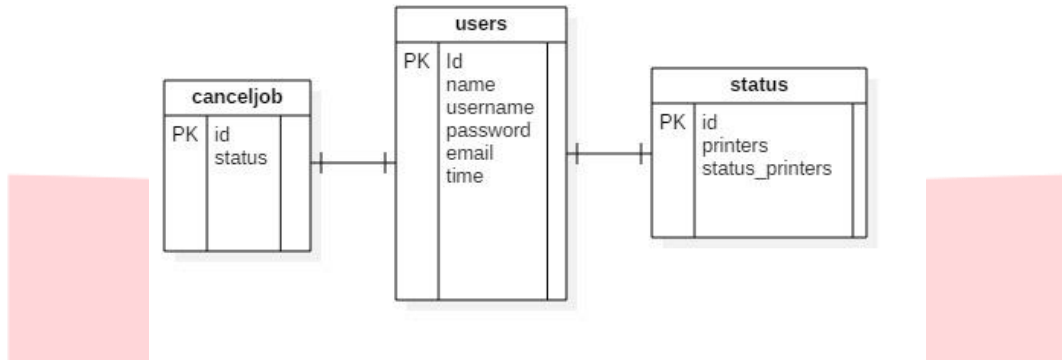 canceljob
PK id
status
users
PK Id
name
username
password
email
time
status
PK id
printers
status_printers